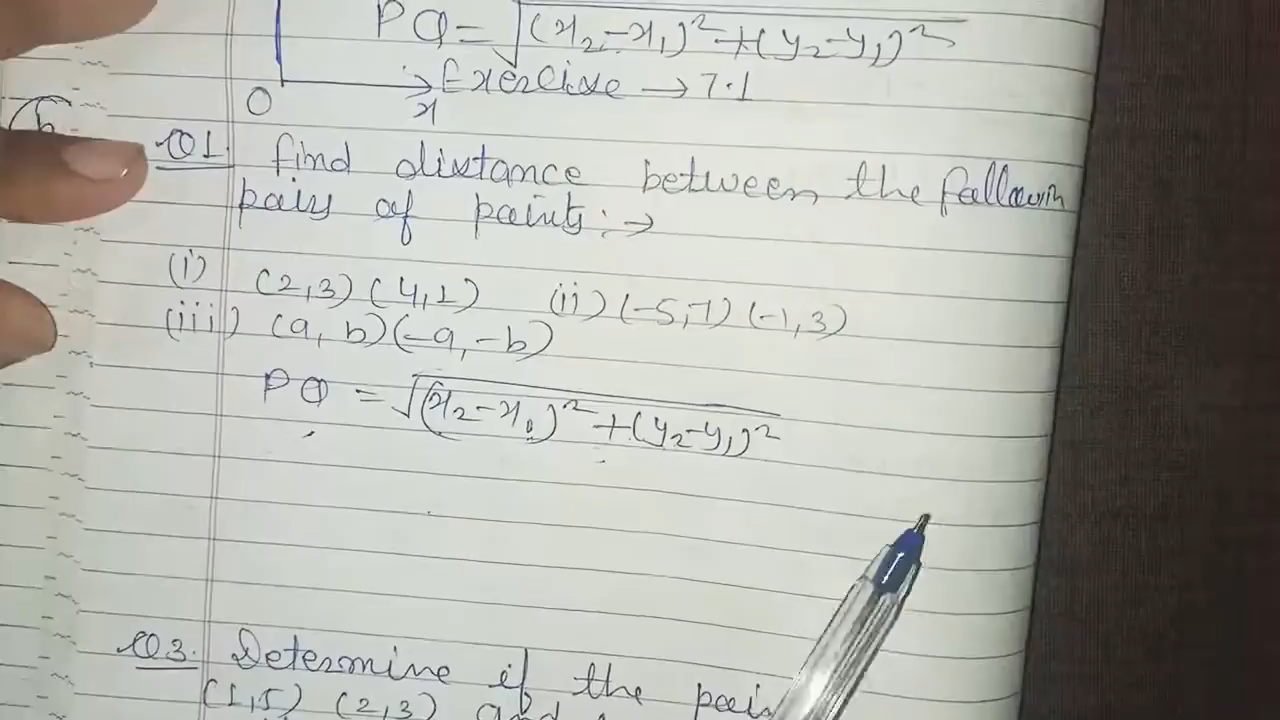 PQ = √(x₂-x₁)² + (y₂-y₁)²
O
x
Exercise → 7.1
Q1. find distance between the followin
pairs of points :→
(i) (2,3) (4,1) (ii) (-5,7) (-1,3)
(iii) (a, b) (-a, -b)
PQ = √(x₂-x₁)² + (y₂-y₁)²
Q3. Determine if the poin
(1,5) (2,3) and